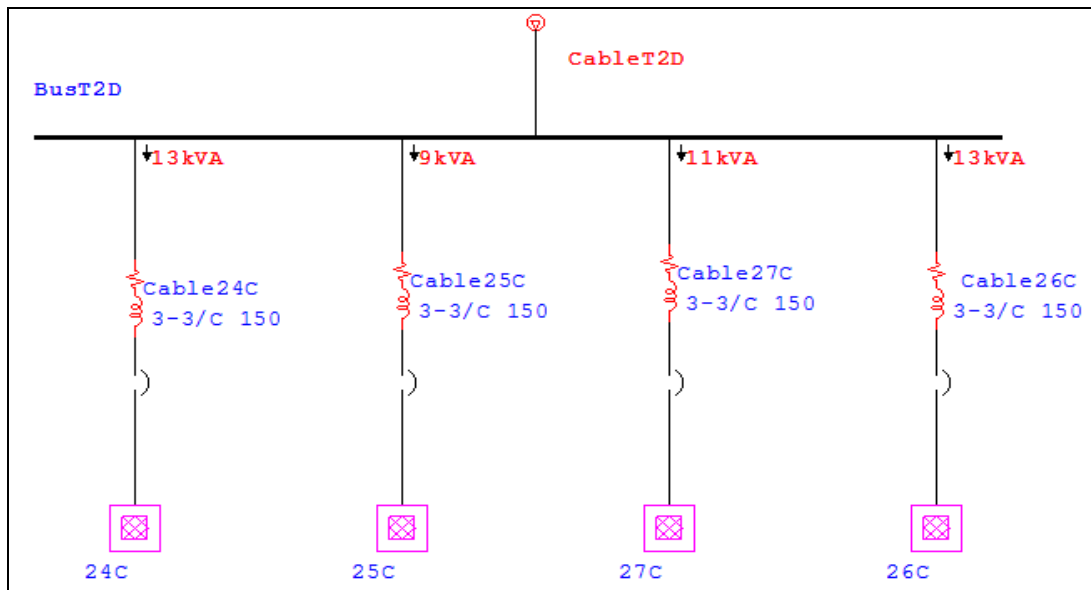 CableT2D
BusT2D
13kVA
9kVA
11kVA
13kVA
Cable24C
3-3/C 150
Cable25C
3-3/C 150
Cable27C
3-3/C 150
Cable26C
3-3/C 150
24C
25C
27C
26C